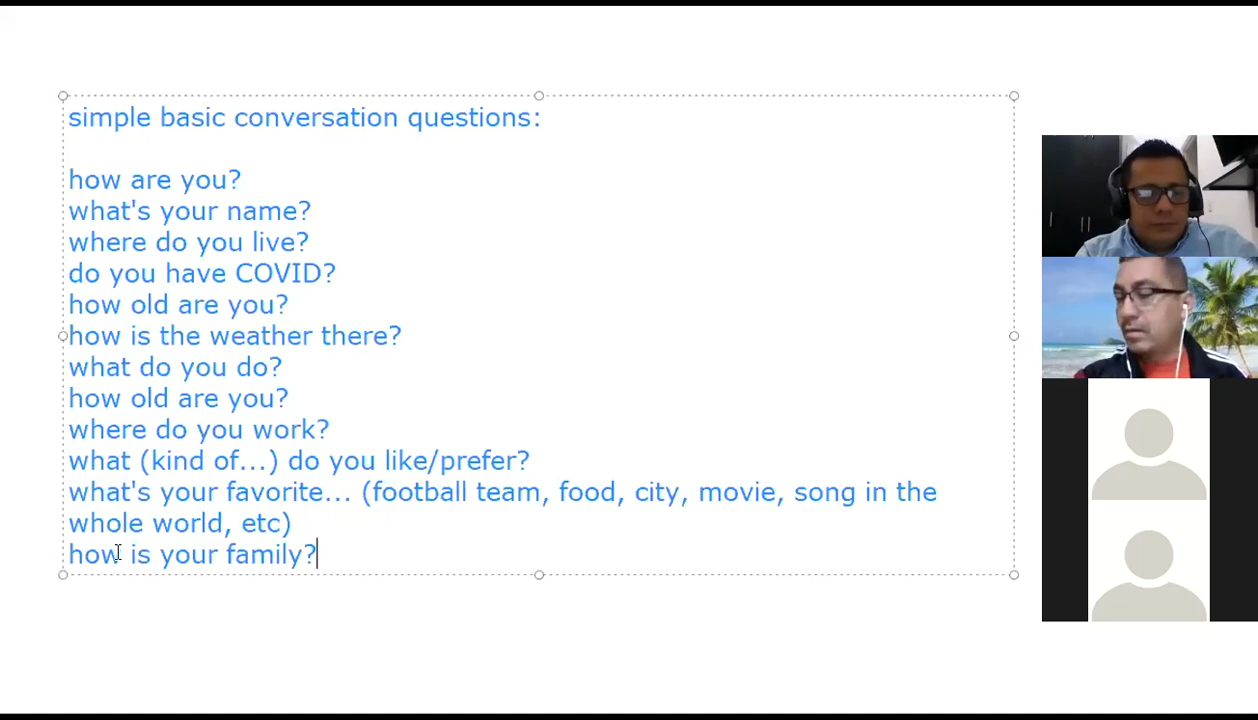 simple basic conversation questions:
how are you?
what's your name?
where do you live?
do you have COVID?
how old are you?
how is the weather there?
what do you do?
how old are you?
where do you work?
what (kind of...) do you like/prefer?
what's your favorite... (football team, food, city, movie, song in the
whole world, etc)
how is your family?